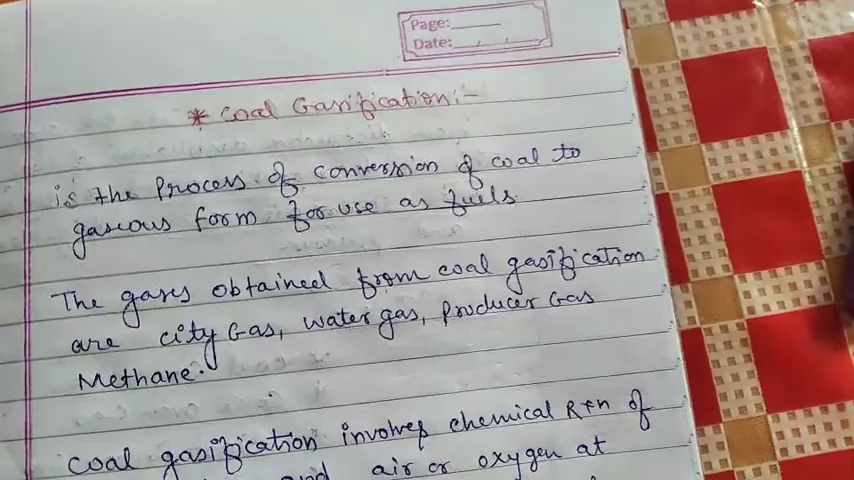 Page:
Date:
* Coal Gasification:-
is the Process of conversion of coal to
gaseous form for use as fuels.
The gases obtained from coal gasification
are city Gas, water gas, Producer Gas
Methane.
coal gasification involves chemical Rxn of
and air or oxygen at